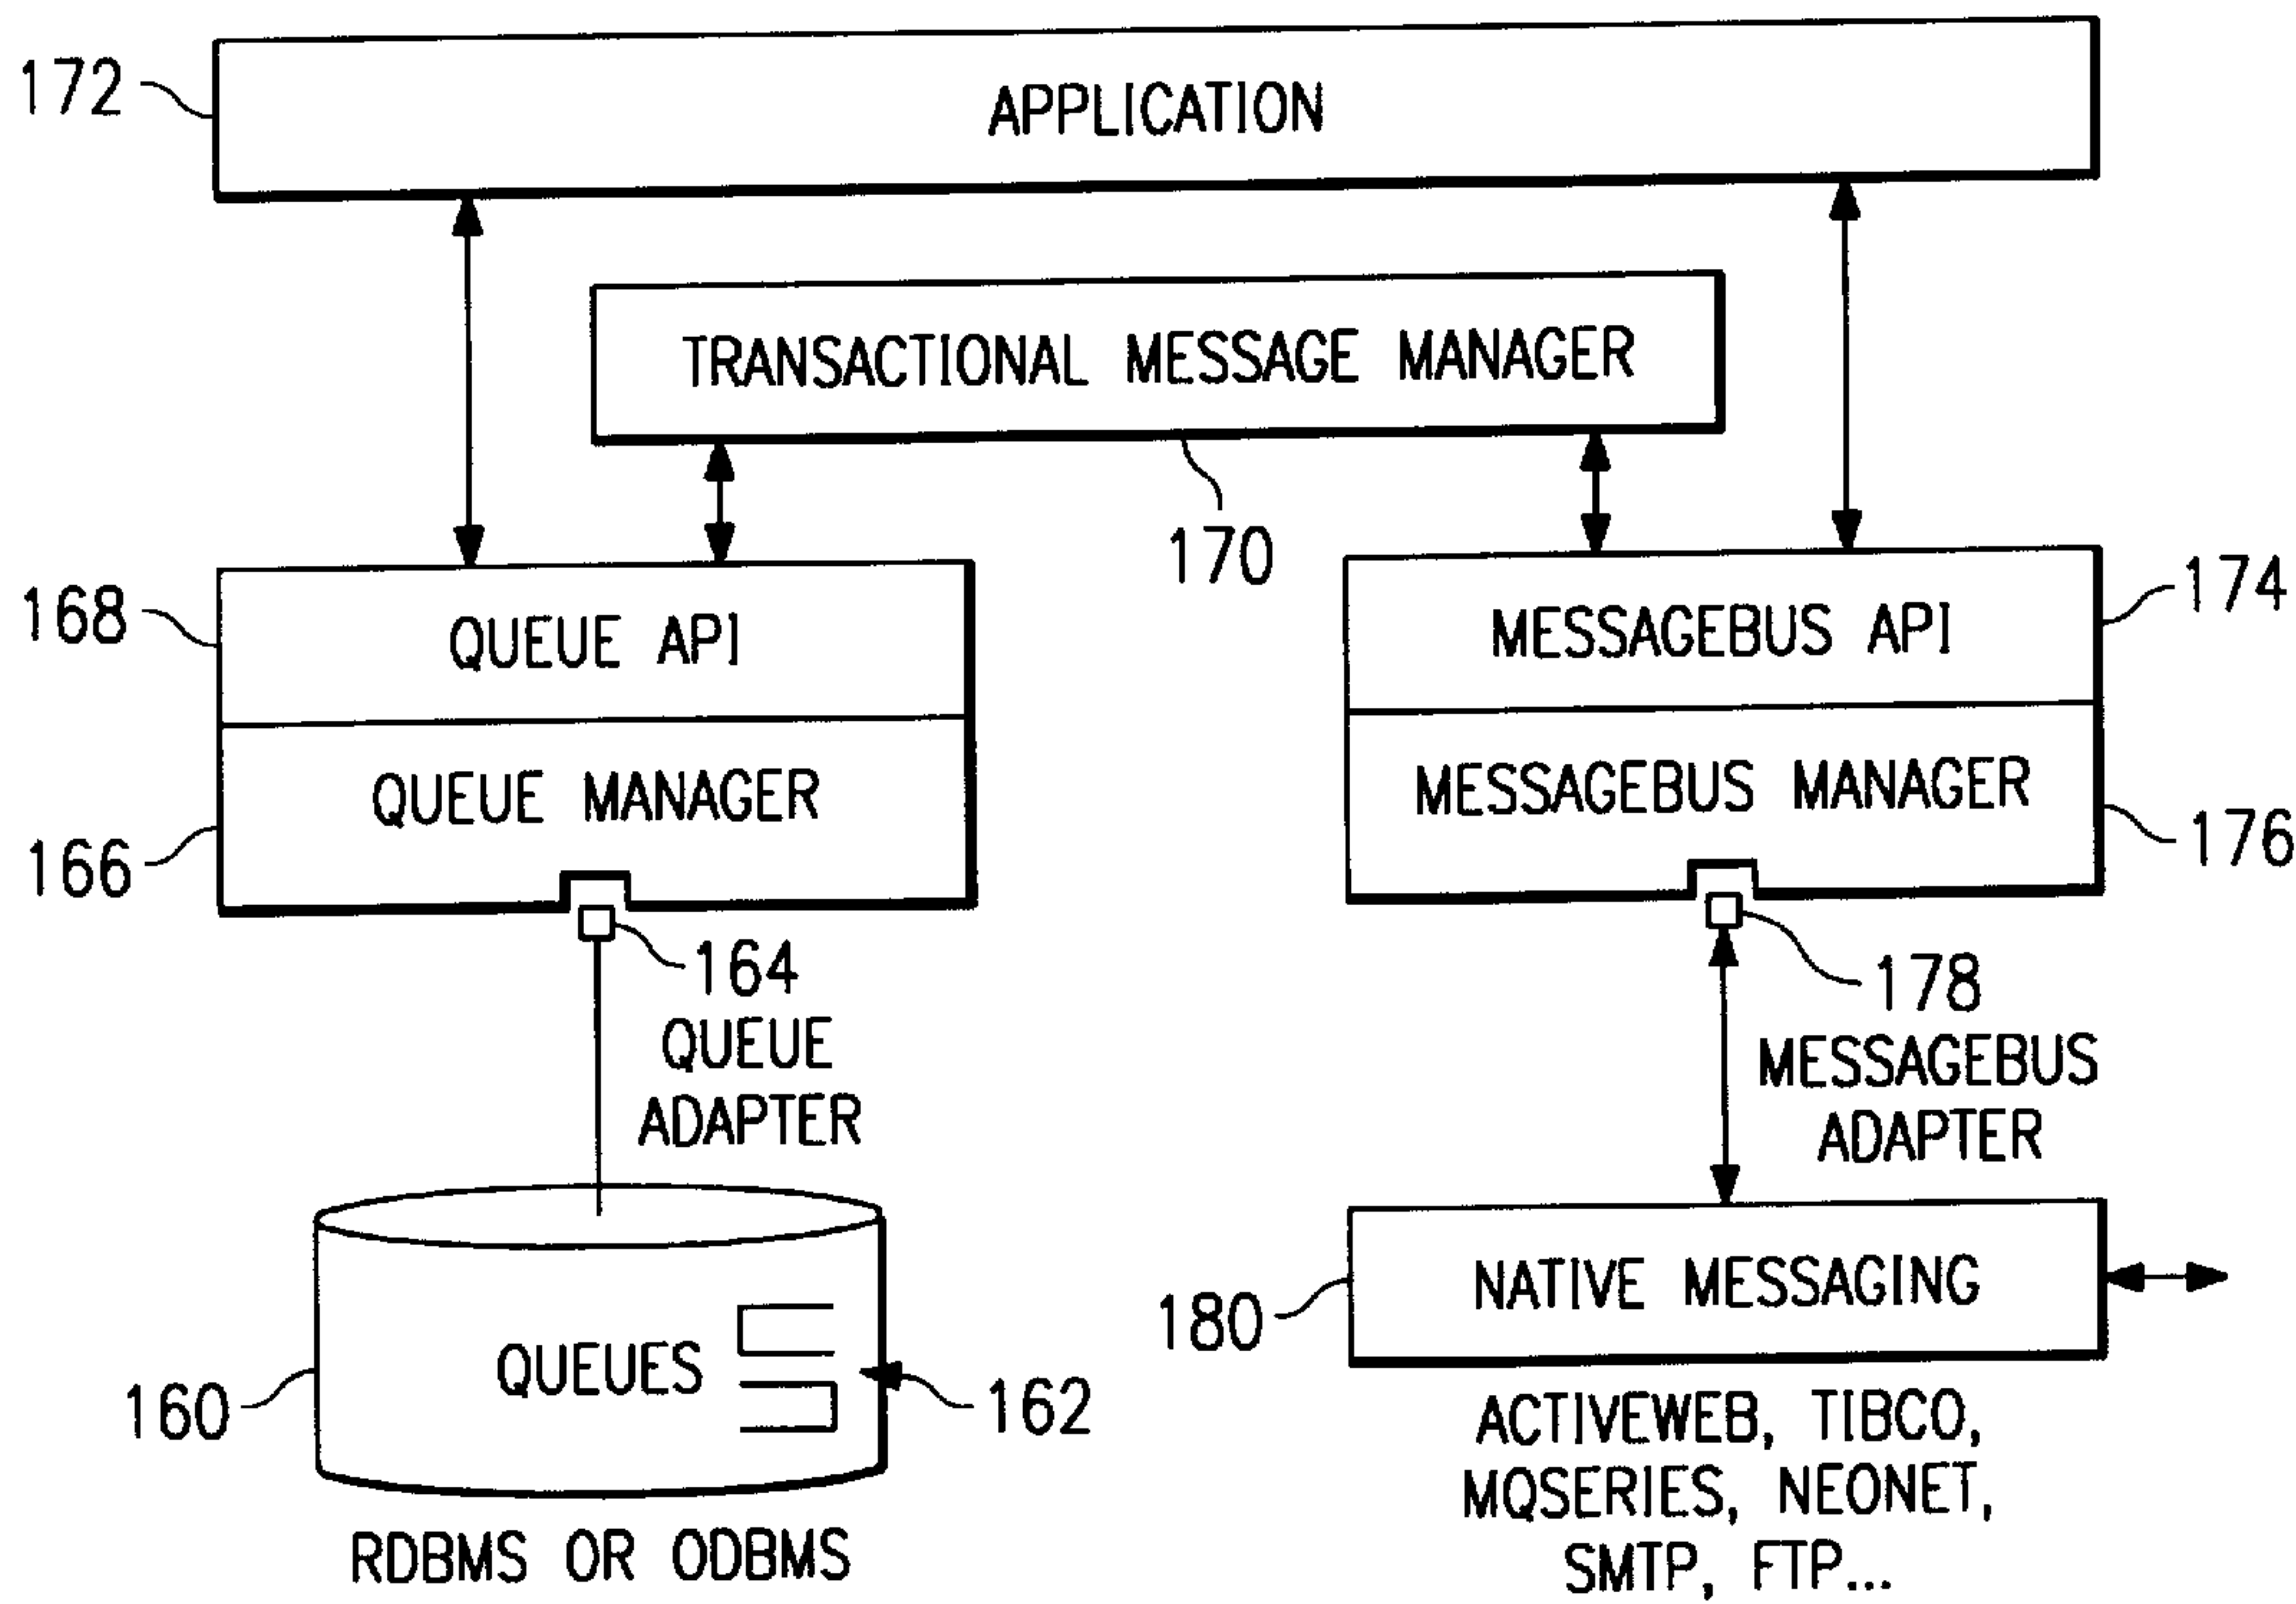 172
APPLICATION
TRANSACTIONAL MESSAGE MANAGER
170
168
QUEUE API
MESSAGEBUS API
174
QUEUE MANAGER
MESSAGEBUS MANAGER
166
176
164
QUEUE
ADAPTER
178
MESSAGEBUS
ADAPTER
160
QUEUES
162
180
NATIVE MESSAGING
RDBMS OR ODBMS
ACTIVEWEB, TIBCO,
MQSERIES, NEONET,
SMTP, FTP...